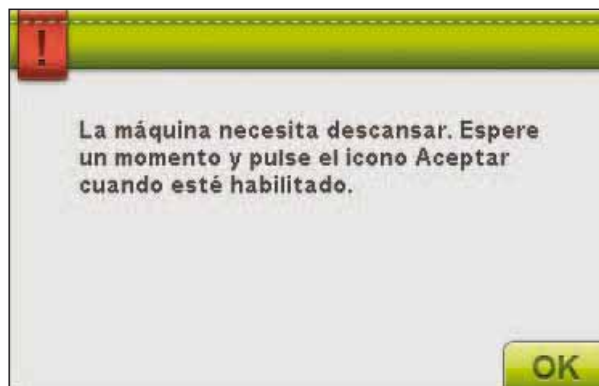 !
La máquina necesita descansar. Espere
un momento y pulse el icono Aceptar
cuando esté habilitado.
OK